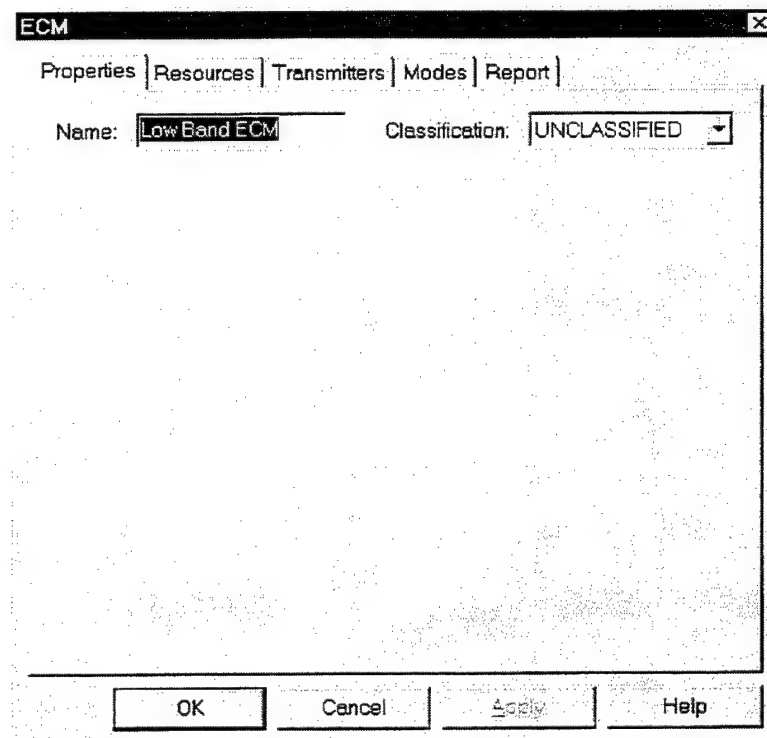 ECM
Properties Resources Transmitters Modes Report
Name: Low Band ECM Classification: UNCLASSIFIED
OK Cancel Apply Help